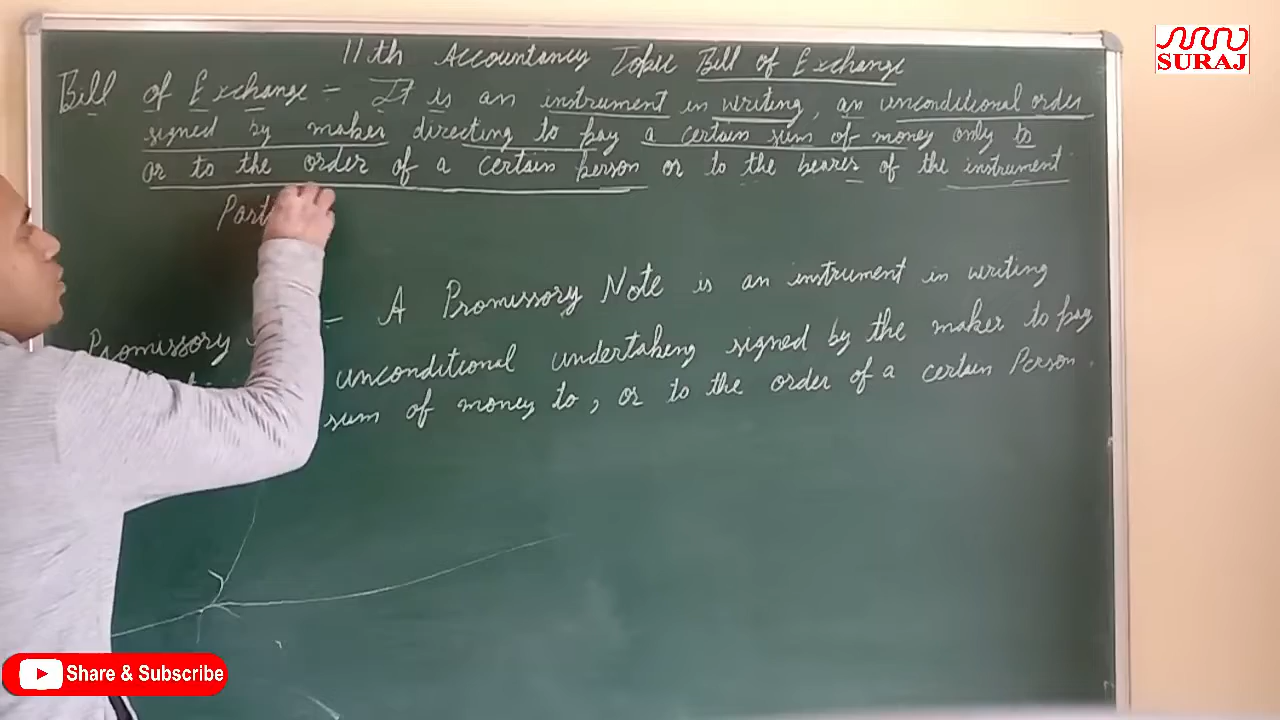 SURAJ
11th Accountancy Topic Bill of Exchange
Bill of Exchange :- It is an instrument in writing, an unconditional order
signed by maker directing to pay a certain sum of money only to
or to the order of a certain person or to the bearer of the instrument
Parti
Promissory :- A Promissory Note is an instrument in writing
unconditional undertaking signed by the maker to pay
sum of money to, or to the order of a certain Person.
Share & Subscribe